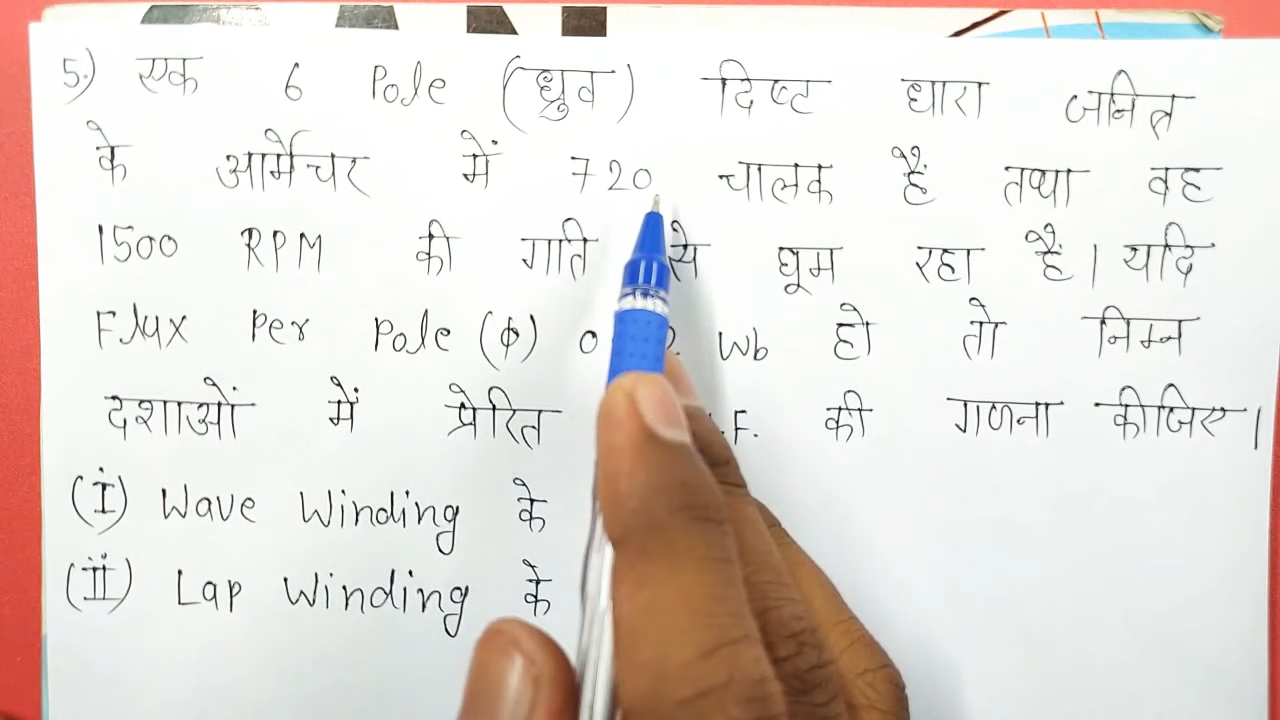 5.) एक 6 Pole (ध्रुव) दिष्ट धारा जनित्र
के आर्मेचर में 720 चालक हैं तथा वह
1500 RPM की गति से घूम रहा है। यदि
Flux Per Pole (φ) Wb हो तो निम्न
दशाओं में प्रेरित .F. की गणना कीजिए।
(i) Wave Winding के
(ii) Lap Winding के